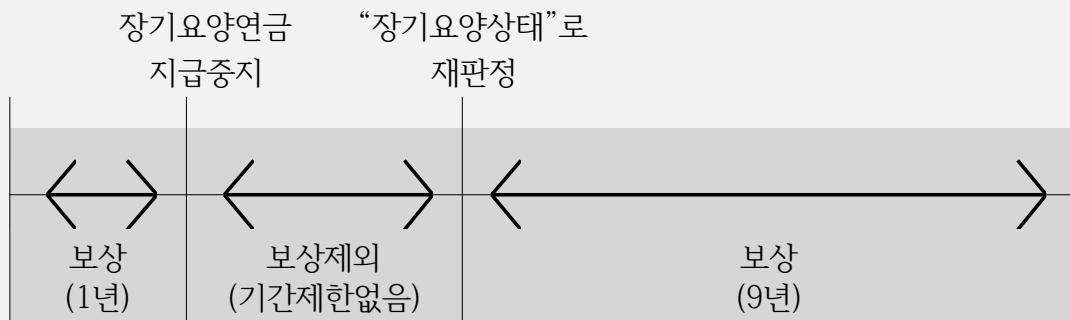 장기요양연금
지급중지
“장기요양상태”로
재판정
보상
(1년)
보상제외
(기간제한없음)
보상
(9년)